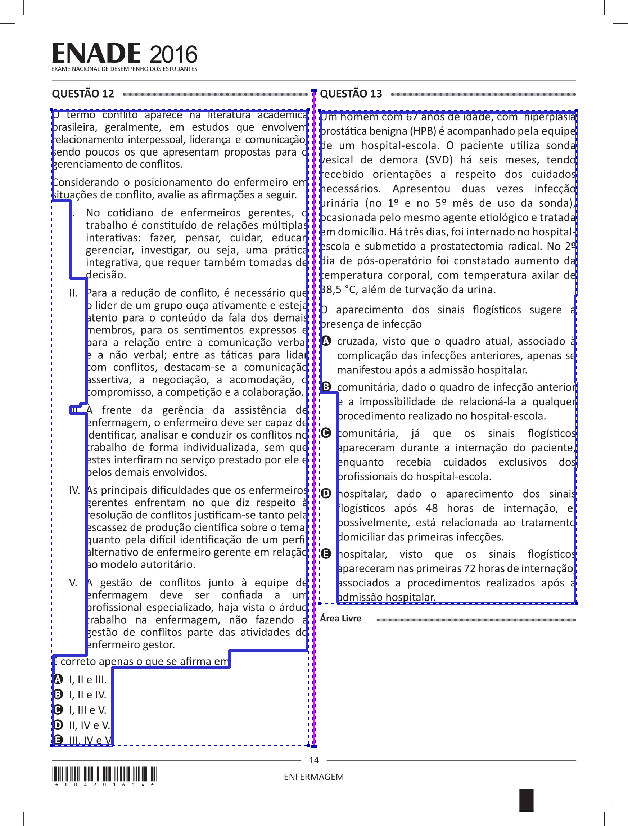 ENADE 2016
EXAME NACIONAL DE DESEMPENHO DOS ESTUDANTES
QUESTÃO 12
O termo conflito aparece na literatura acadêmica
brasileira, geralmente, em estudos que envolvem
relacionamento interpessoal, liderança e comunicação,
sendo poucos os que apresentam propostas para o
gerenciamento de conflitos.
Considerando o posicionamento do enfermeiro em
situações de conflito, avalie as afirmações a seguir.
I. No cotidiano de enfermeiros gerentes, o
trabalho é constituído de relações múltiplas
interativas: fazer, pensar, cuidar, educar,
gerenciar, investigar, ou seja, uma prática
integrativa, que requer também tomadas de
decisão.
II. Para a redução de conflito, é necessário que
o líder de um grupo ouça ativamente e esteja
atento para o conteúdo da fala dos demais
membros, para os sentimentos expressos e
para a relação entre a comunicação verbal
e a não verbal; entre as táticas para lidar
com conflitos, destacam-se a comunicação
assertiva, a negociação, a acomodação, o
compromisso, a competição e a colaboração.
III. À frente da gerência da assistência de
enfermagem, o enfermeiro deve ser capaz de
identificar, analisar e conduzir os conflitos no
trabalho de forma individualizada, sem que
estes interfiram no serviço prestado por ele e
pelos demais envolvidos.
IV. As principais dificuldades que os enfermeiros
gerentes enfrentam no que diz respeito à
resolução de conflitos justificam-se tanto pela
escassez de produção científica sobre o tema,
quanto pela difícil identificação de um perfil
alternativo de enfermeiro gerente em relação
ao modelo autoritário.
V. A gestão de conflitos junto à equipe de
enfermagem deve ser confiada a um
profissional especializado, haja vista o árduo
trabalho na enfermagem, não fazendo a
gestão de conflitos parte das atividades do
enfermeiro gestor.
É correto apenas o que se afirma em
A I, II e III.
B I, II e IV.
C I, III e V.
D II, IV e V.
E III, IV e V.
QUESTÃO 13
Um homem com 67 anos de idade, com hiperplasia
prostática benigna (HPB) é acompanhado pela equipe
de um hospital-escola. O paciente utiliza sonda
vesical de demora (SVD) há seis meses, tendo
recebido orientações a respeito dos cuidados
necessários. Apresentou duas vezes infecção
urinária (no 1º e no 5º mês de uso da sonda),
ocasionada pelo mesmo agente etiológico e tratada
em domicílio. Há três dias, foi internado no hospital-
escola e submetido a prostatectomia radical. No 2º
dia de pós-operatório foi constatado aumento da
temperatura corporal, com temperatura axilar de
38,5 °C, além de turvação da urina.
O aparecimento dos sinais flogísticos sugere a
presença de infecção
A cruzada, visto que o quadro atual, associado à
complicação das infecções anteriores, apenas se
manifestou após a admissão hospitalar.
B comunitária, dado o quadro de infecção anterior
e a impossibilidade de relacioná-la a qualquer
procedimento realizado no hospital-escola.
C comunitária, já que os sinais flogísticos
apareceram durante a internação do paciente,
enquanto recebia cuidados exclusivos dos
profissionais do hospital-escola.
D hospitalar, dado o aparecimento dos sinais
flogísticos após 48 horas de internação, e,
possivelmente, está relacionada ao tratamento
domiciliar das primeiras infecções.
E hospitalar, visto que os sinais flogísticos
apareceram nas primeiras 72 horas de internação,
associados a procedimentos realizados após a
admissão hospitalar.
Área Livre
14
ENFERMAGEM